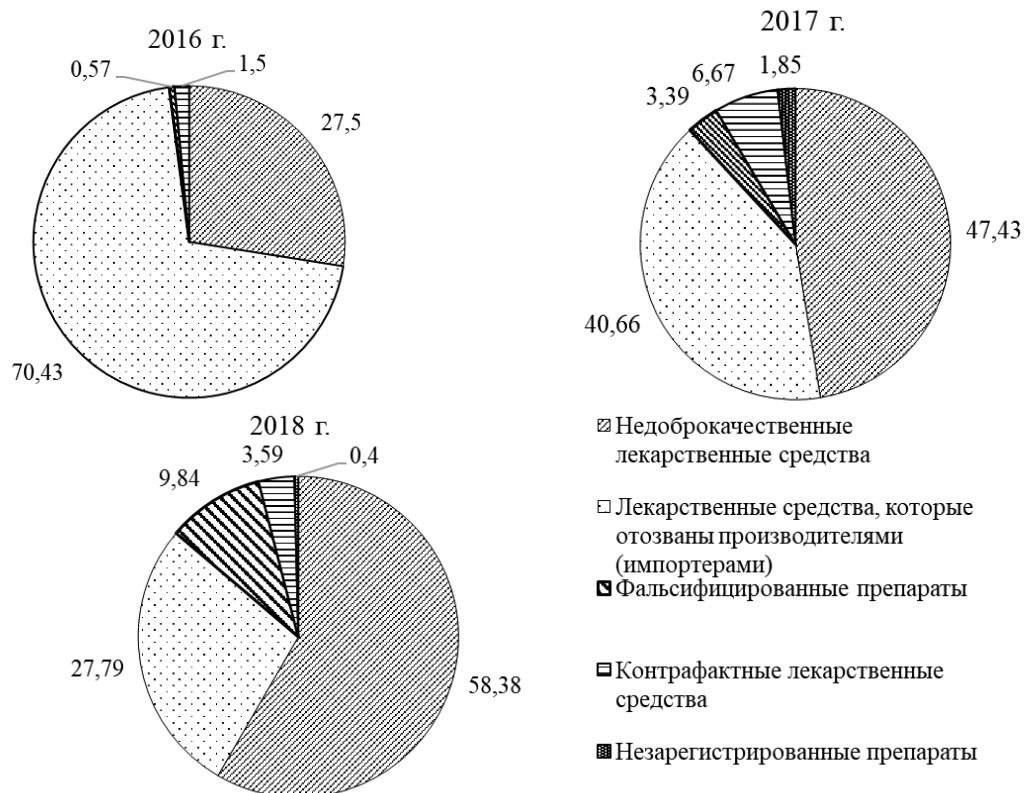 2016 г.
0,57
1,5
27,5
70,43
2017 г.
3,39
6,67
1,85
47,43
40,66
2018 г.
9,84
3,59
0,4
27,79
58,38
Недоброкачественные
лекарственные средства
Лекарственные средства, которые
отозваны производителями
(импортерами)
Фальсифицированные препараты
Контрафактные лекарственные
средства
Незарегистрированные препараты